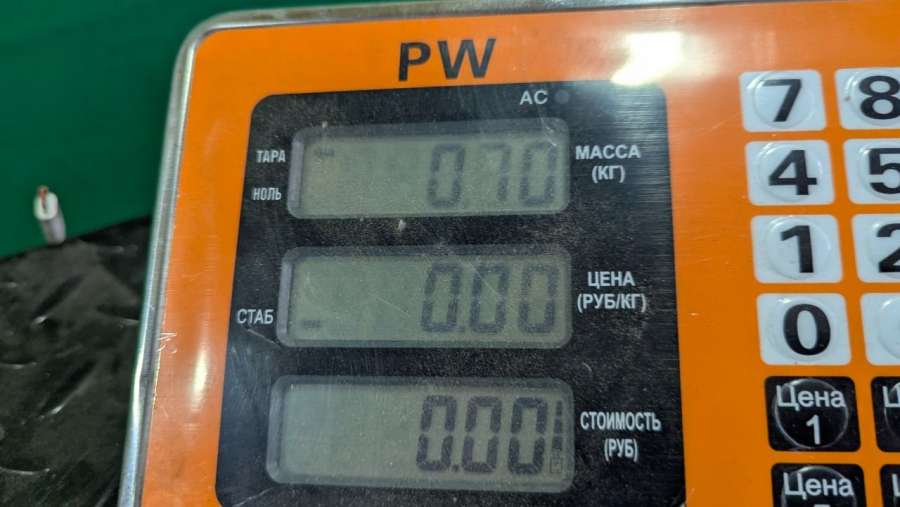 PW
AC
ТАРА
НОЛЬ
0.70
МАССА
(КГ)
СТАБ
0.00
ЦЕНА
(РУБ/КГ)
0.00
СТОИМОСТЬ
(РУБ)
7 8
4 5
1 2
0
Цена
1
Цена